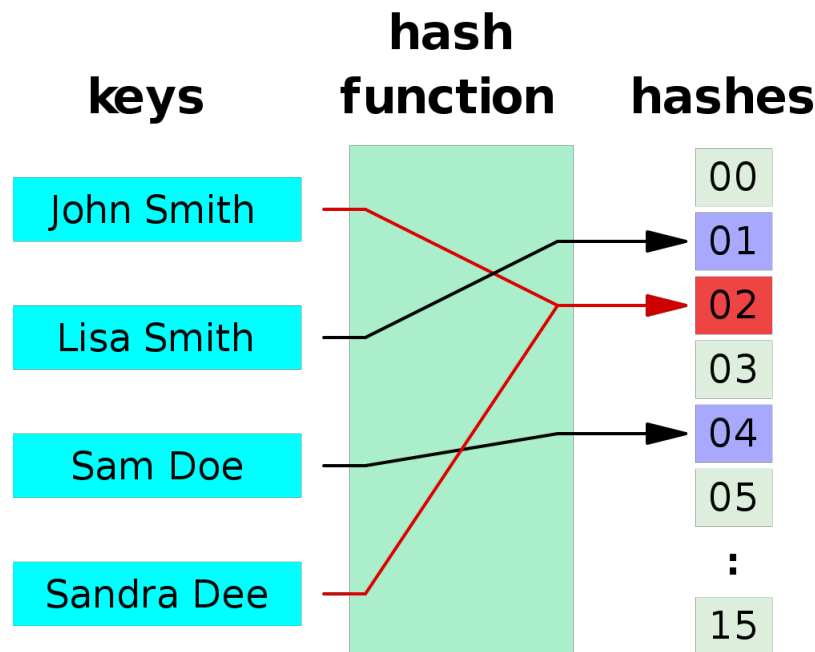 keys
hash
function
hashes
John Smith
Lisa Smith
Sam Doe
Sandra Dee
00
01
02
03
04
05
:
15